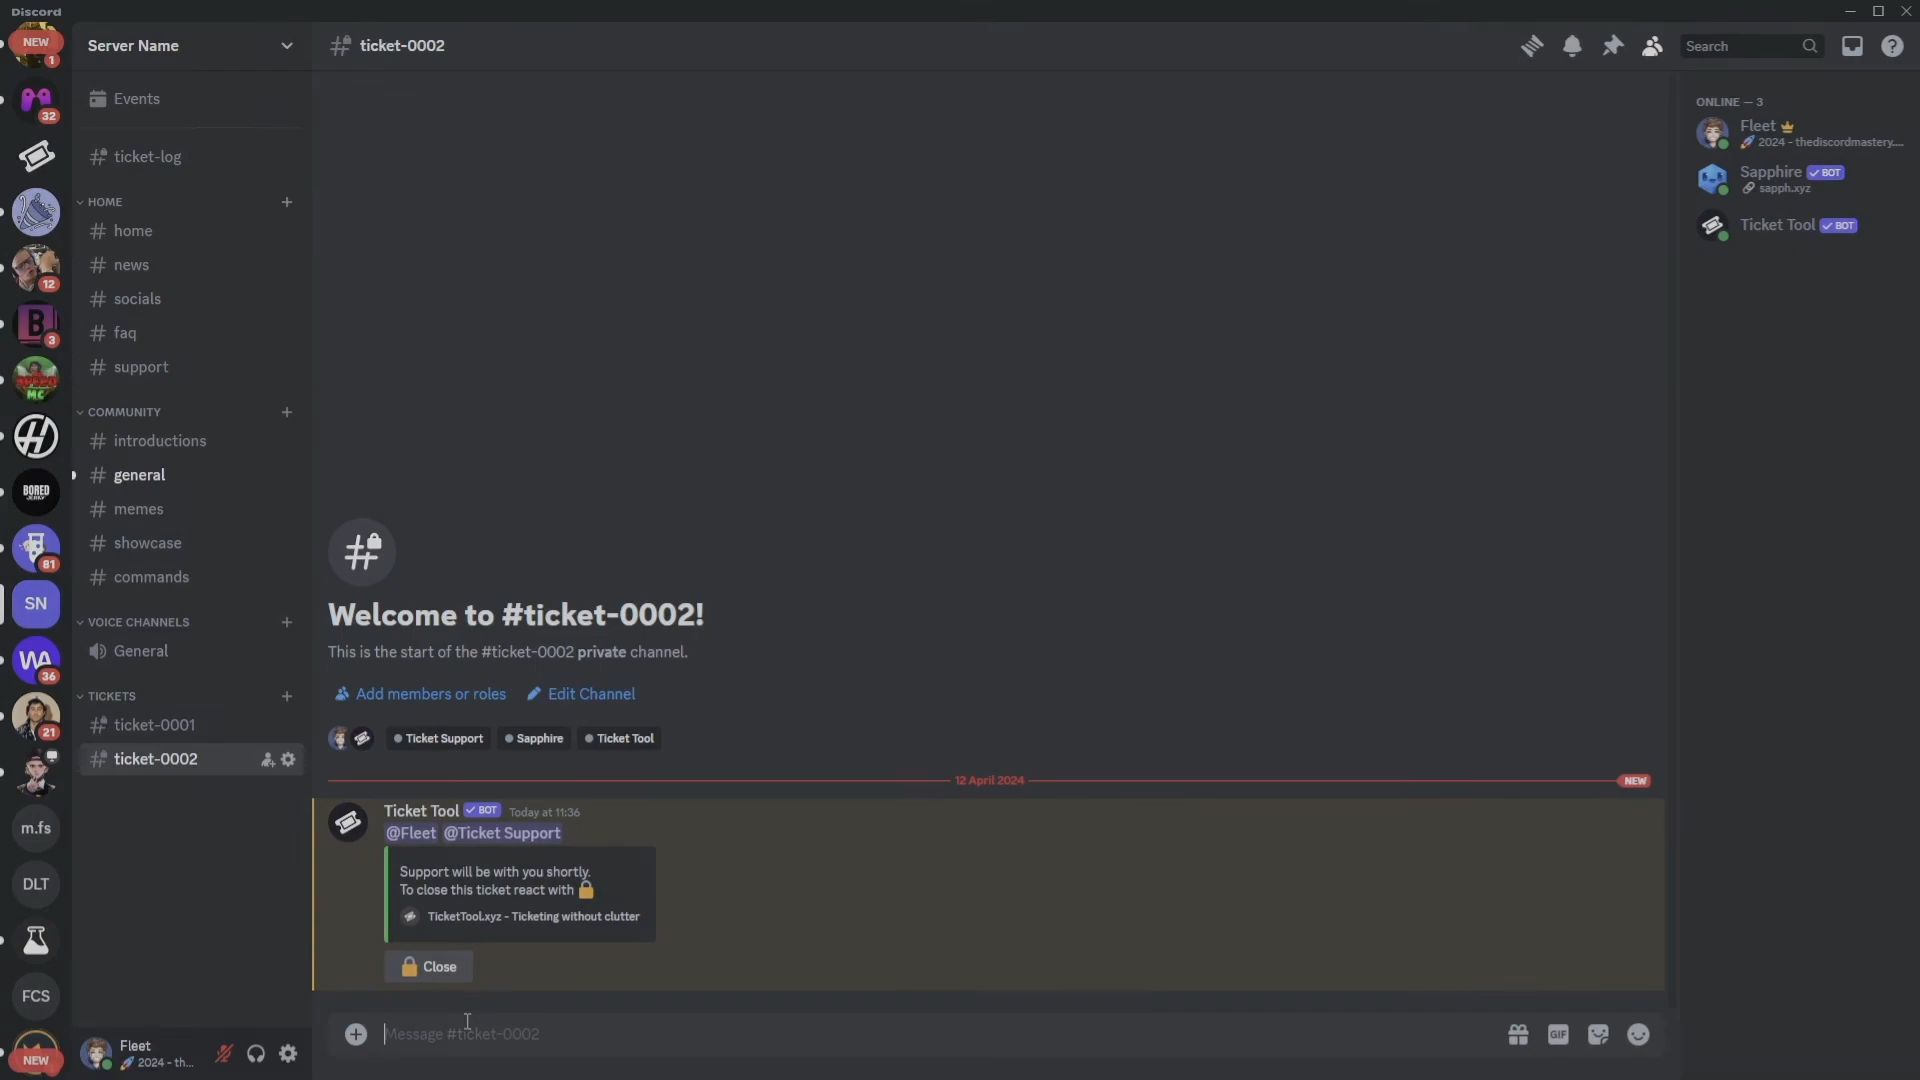 Discord
NEW
1
32
12
3
SPEED
MC
BORED
JERKY
81
SN
WA
36
21
m.fs
DLT
FCS
NEW
Server Name
Events
ticket-log
HOME
home
news
socials
faq
support
COMMUNITY
introductions
general
memes
showcase
commands
VOICE CHANNELS
General
TICKETS
ticket-0001
ticket-0002
Fleet
2024 - th...
ticket-0002
Search
Welcome to #ticket-0002!
This is the start of the #ticket-0002 private channel.
Add members or roles Edit Channel
Ticket Support Sapphire Ticket Tool
12 April 2024 NEW
Ticket Tool BOT Today at 11:36
@Fleet @Ticket Support
Support will be with you shortly.
To close this ticket react with 🔒
TicketTool.xyz - Ticketing without clutter
Close
Message #ticket-0002
GIF
ONLINE — 3
Fleet
2024 - thediscordmastery....
Sapphire BOT
sapph.xyz
Ticket Tool BOT